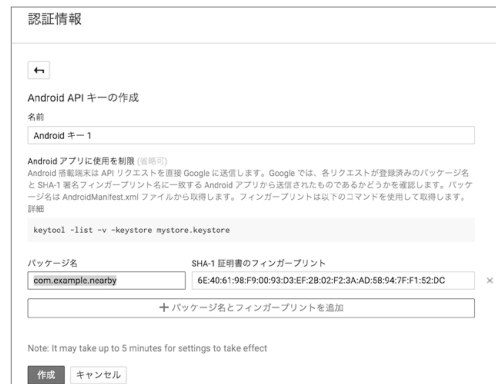 認証情報
Android API キーの作成
名前
Android キー 1
Android アプリに使用を制限 (省略可)
Android 搭載端末は API リクエストを直接 Google に送信します。Google では、各リクエストが登録済みのパッケージ名
と SHA-1 署名フィンガープリント名に一致する Android アプリから送信されたものであるかどうかを確認します。パッケ
ージ名は AndroidManifest.xml ファイルから取得します。フィンガープリントは以下のコマンドを使用して取得します。
詳細
keytool -list -v -keystore mystore.keystore
パッケージ名 SHA-1 証明書のフィンガープリント
com.example.nearby 6E:40:61:98:F9:00:93:D3:EF:2B:02:F2:3A:AD:5B:94:7F:F1:52:DC ×
+ パッケージ名とフィンガープリントを追加
Note: It may take up to 5 minutes for settings to take effect
作成 キャンセル